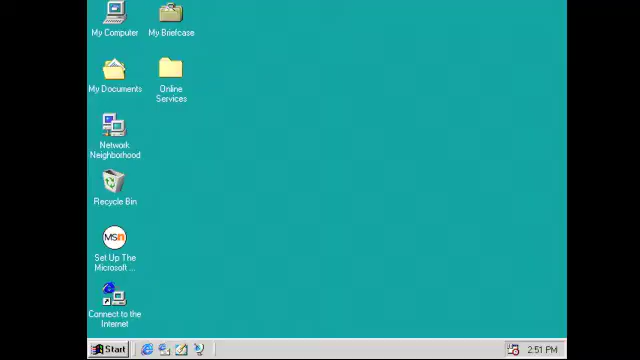 My Computer
My Briefcase
My Documents
Online
Services
Network
Neighborhood
Recycle Bin
MSn
Set Up The
Microsoft ...
Connect to the
Internet
Start
2:51 PM